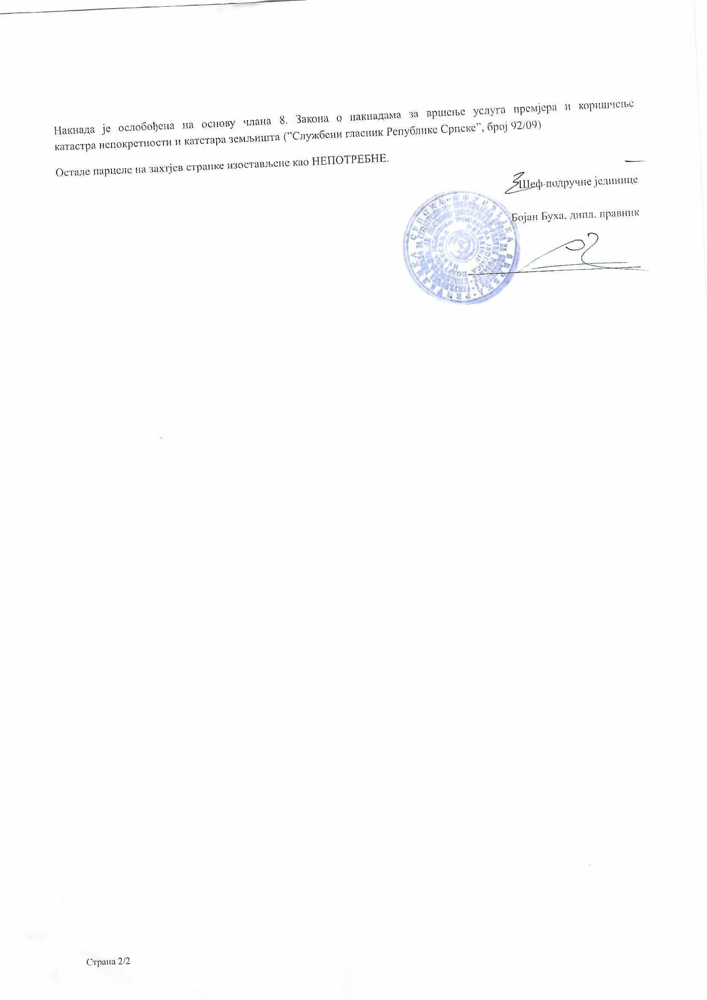 Накнада је ослобођена на основу члана 8. Закона о накнадама за вршење услуга премјера и коришчење
катастра непокретности и катстара земљишта (”Службени гласник Републике Српске”, број 92/09)
Остале парцеле на захтјев странке изостављене као НЕПОТРЕБНЕ.
Шеф подручне јединице
Бојан Буха, дипл. правник
Страна 2/2